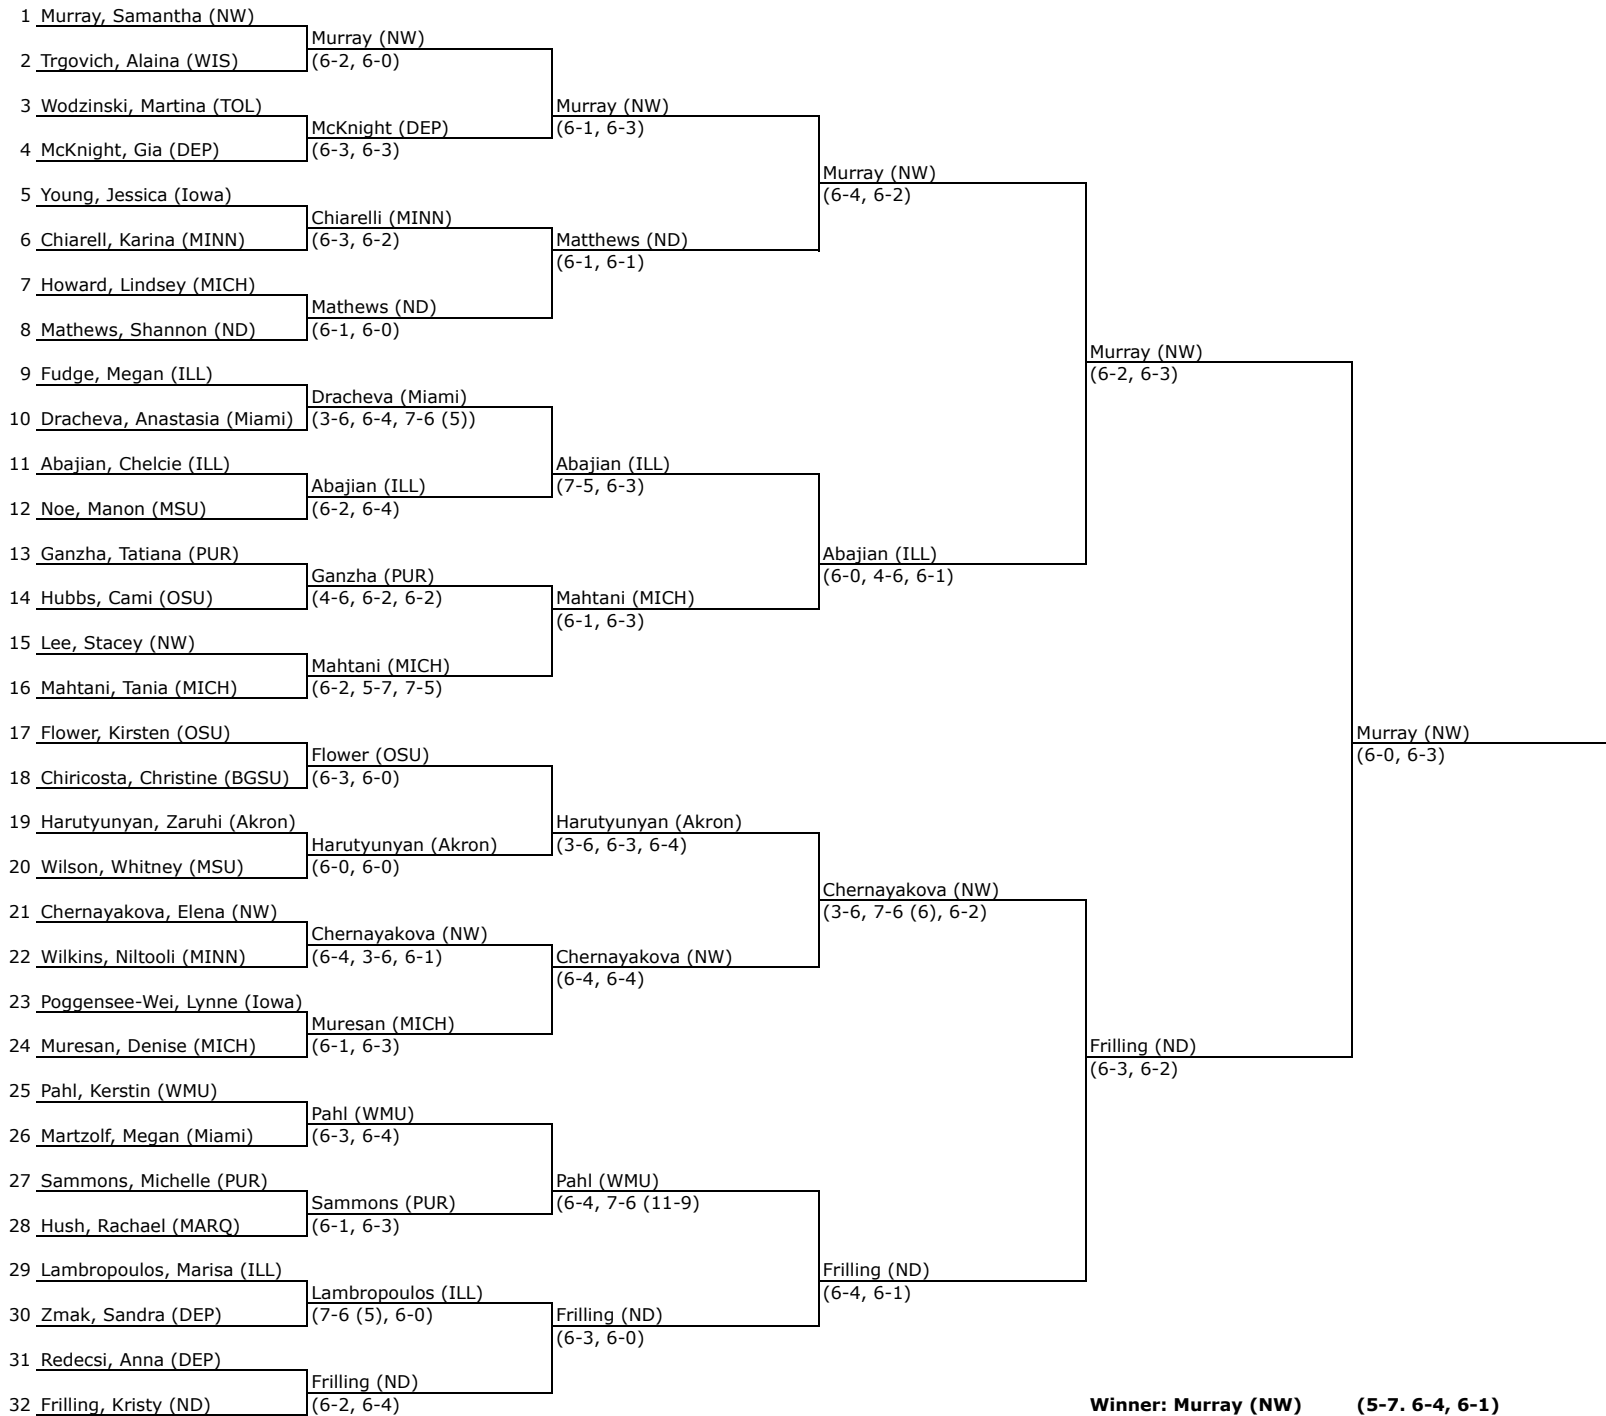 1 Murray, Samantha (NW)
Murray (NW)
2 Trgovich, Alaina (WIS)
(6-2, 6-0)
3 Wodzinski, Martina (TOL)
Murray (NW)
McKnight (DEP)
(6-1, 6-3)
4 McKnight, Gia (DEP)
(6-3, 6-3)
Murray (NW)
5 Young, Jessica (Iowa)
(6-4, 6-2)
Chiarelli (MINN)
6 Chiarell, Karina (MINN)
(6-3, 6-2)
Matthews (ND)
(6-1, 6-1)
7 Howard, Lindsey (MICH)
Mathews (ND)
8 Mathews, Shannon (ND)
(6-1, 6-0)
Murray (NW)
9 Fudge, Megan (ILL)
(6-2, 6-3)
Dracheva (Miami)
10 Dracheva, Anastasia (Miami)
(3-6, 6-4, 7-6 (5))
11 Abajian, Chelcie (ILL)
Abajian (ILL)
Abajian (ILL)
(7-5, 6-3)
12 Noe, Manon (MSU)
(6-2, 6-4)
13 Ganzha, Tatiana (PUR)
Abajian (ILL)
Ganzha (PUR)
(6-0, 4-6, 6-1)
14 Hubbs, Cami (OSU)
(4-6, 6-2, 6-2)
Mahtani (MICH)
(6-1, 6-3)
15 Lee, Stacey (NW)
Mahtani (MICH)
16 Mahtani, Tania (MICH)
(6-2, 5-7, 7-5)
17 Flower, Kirsten (OSU)
Murray (NW)
Flower (OSU)
(6-0, 6-3)
18 Chiricosta, Christine (BGSU)
(6-3, 6-0)
19 Harutyunyan, Zaruhi (Akron)
Harutyunyan (Akron)
Harutyunyan (Akron)
(3-6, 6-3, 6-4)
20 Wilson, Whitney (MSU)
(6-0, 6-0)
Chernayakova (NW)
21 Chernayakova, Elena (NW)
(3-6, 7-6 (6), 6-2)
Chernayakova (NW)
22 Wilkins, Niltooli (MINN)
(6-4, 3-6, 6-1)
Chernayakova (NW)
(6-4, 6-4)
23 Poggensee-Wei, Lynne (Iowa)
Muresan (MICH)
24 Muresan, Denise (MICH)
(6-1, 6-3)
Frilling (ND)
(6-3, 6-2)
25 Pahl, Kerstin (WMU)
Pahl (WMU)
26 Martzolf, Megan (Miami)
(6-3, 6-4)
27 Sammons, Michelle (PUR)
Pahl (WMU)
Sammons (PUR)
(6-4, 7-6 (11-9)
28 Hush, Rachael (MARQ)
(6-1, 6-3)
29 Lambropoulos, Marisa (ILL)
Frilling (ND)
Lambropoulos (ILL)
(6-4, 6-1)
30 Zmak, Sandra (DEP)
(7-6 (5), 6-0)
Frilling (ND)
(6-3, 6-0)
31 Redecsi, Anna (DEP)
Frilling (ND)
32 Frilling, Kristy (ND)
(6-2, 6-4)
Winner: Murray (NW) (5-7. 6-4, 6-1)